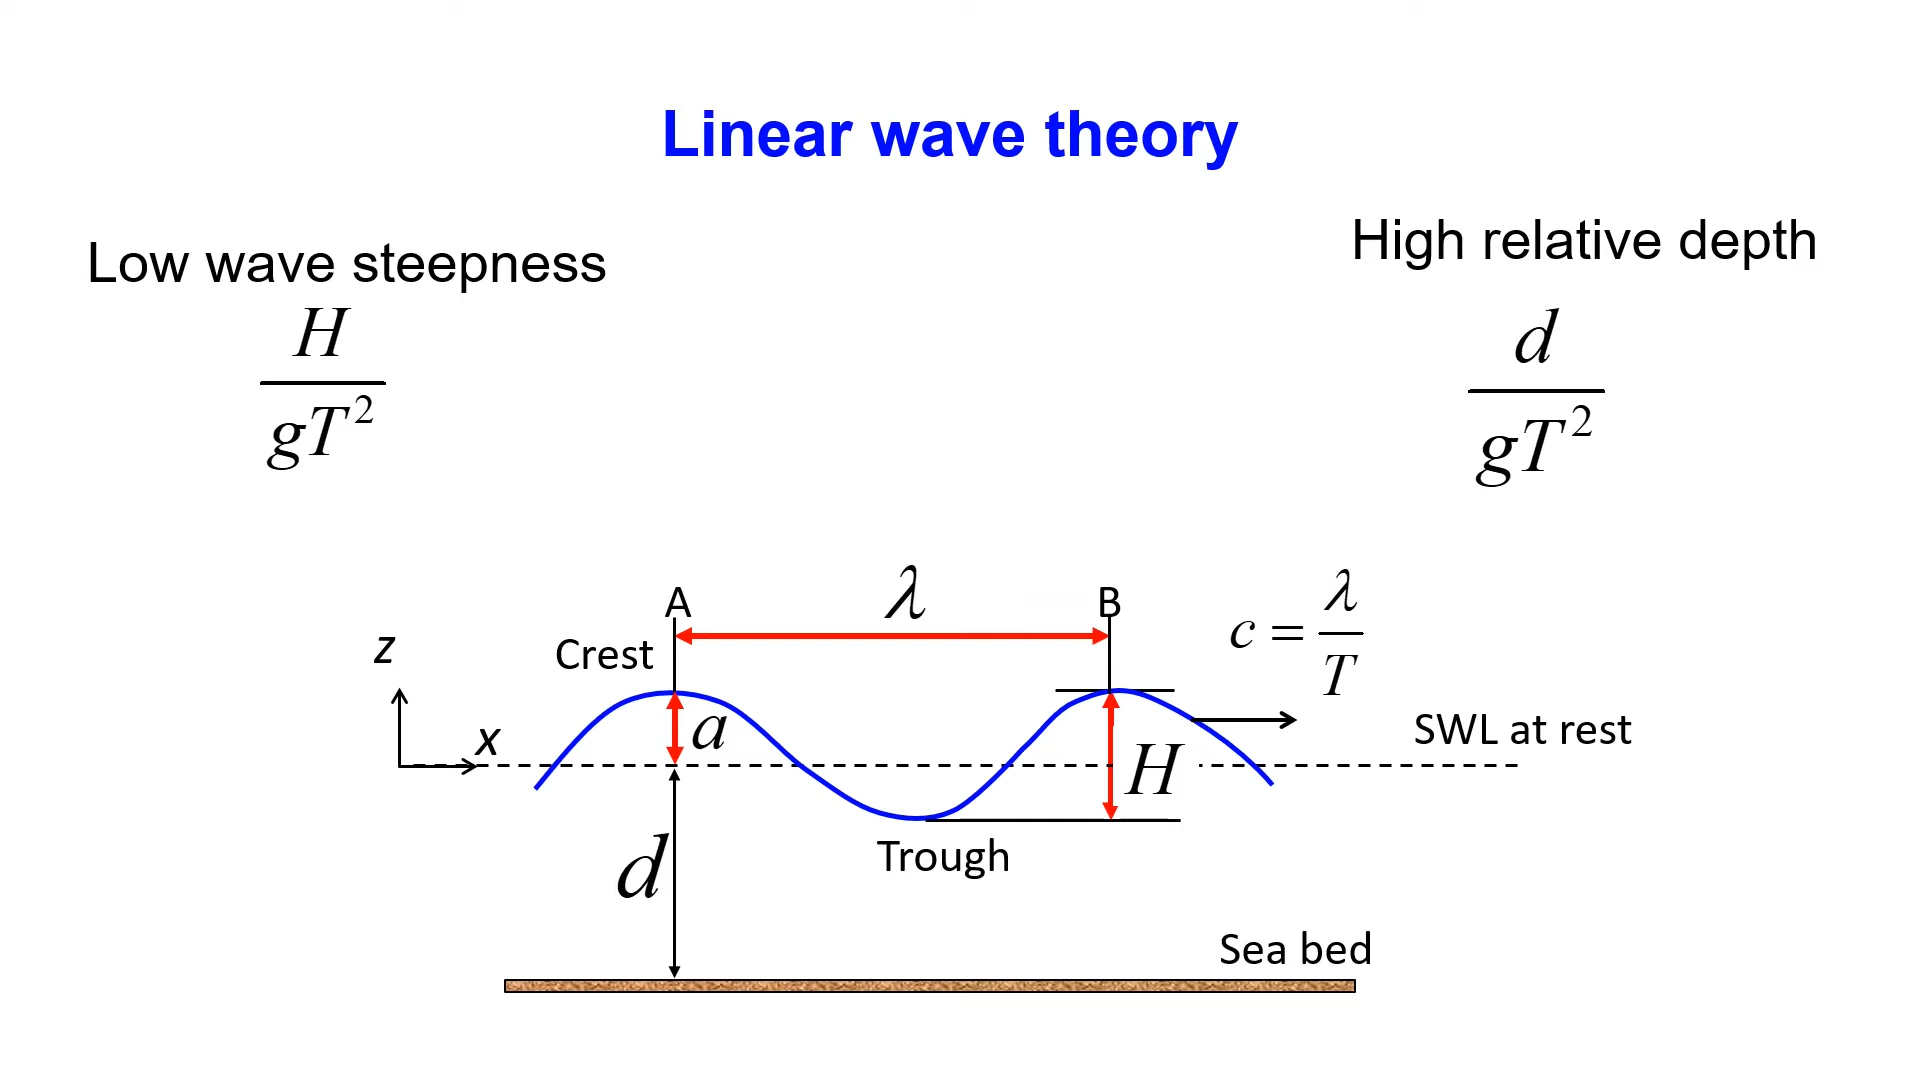 Linear wave theory
Low wave steepness
H
gT²
High relative depth
d
gT²
A
λ
B
c = λ
T
z
Crest
x
a
H
SWL at rest
d
Trough
Sea bed